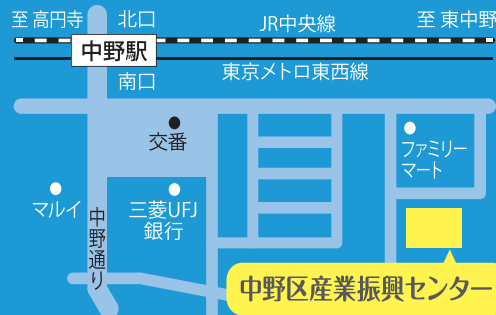 至 高円寺
北口
JR中央線
至 東中野
中野駅
南口
東京メトロ東西線
交番
ファミリー
マート
マルイ
中野通り
三菱UFJ
銀行
中野区産業振興センター